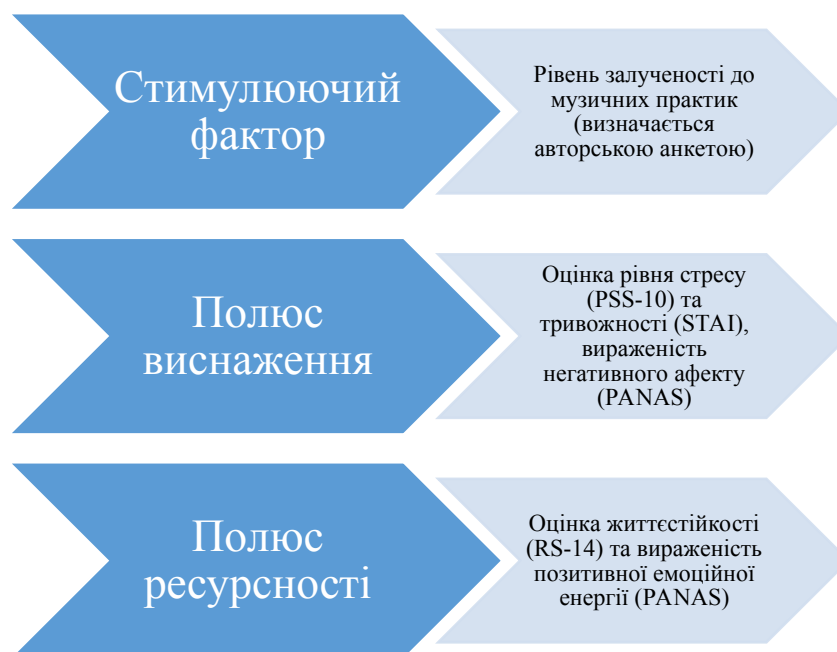 Стимулюючий
фактор
Рівень залученості до
музичних практик
(визначається
авторською анкетою)
Полюс
виснаження
Оцінка рівня стресу
(PSS-10) та
тривожності (STAI),
вираженість
негативного афекту
(PANAS)
Полюс
ресурсності
Оцінка життєстійкості
(RS-14) та вираженість
позитивної емоційної
енергії (PANAS)